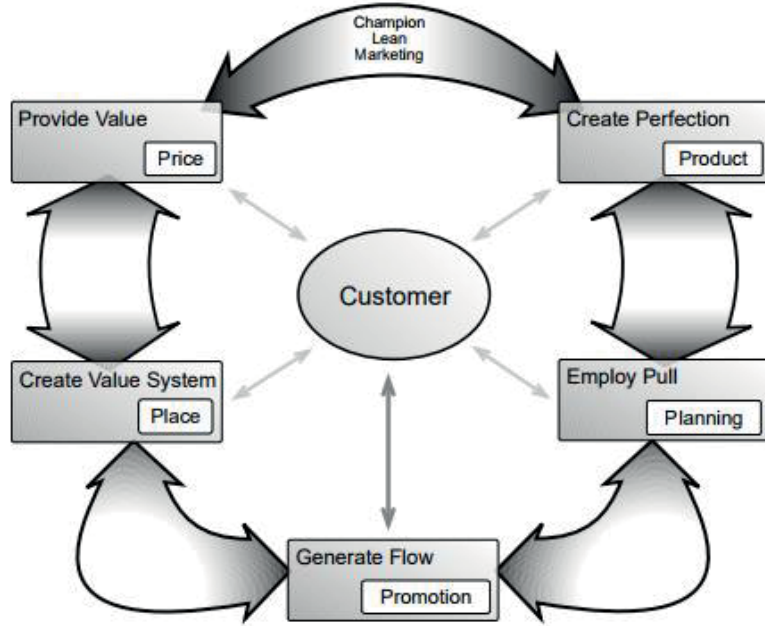 Champion
Lean
Marketing
Provide Value
Price
Create Perfection
Product
Customer
Create Value System
Place
Employ Pull
Planning
Generate Flow
Promotion